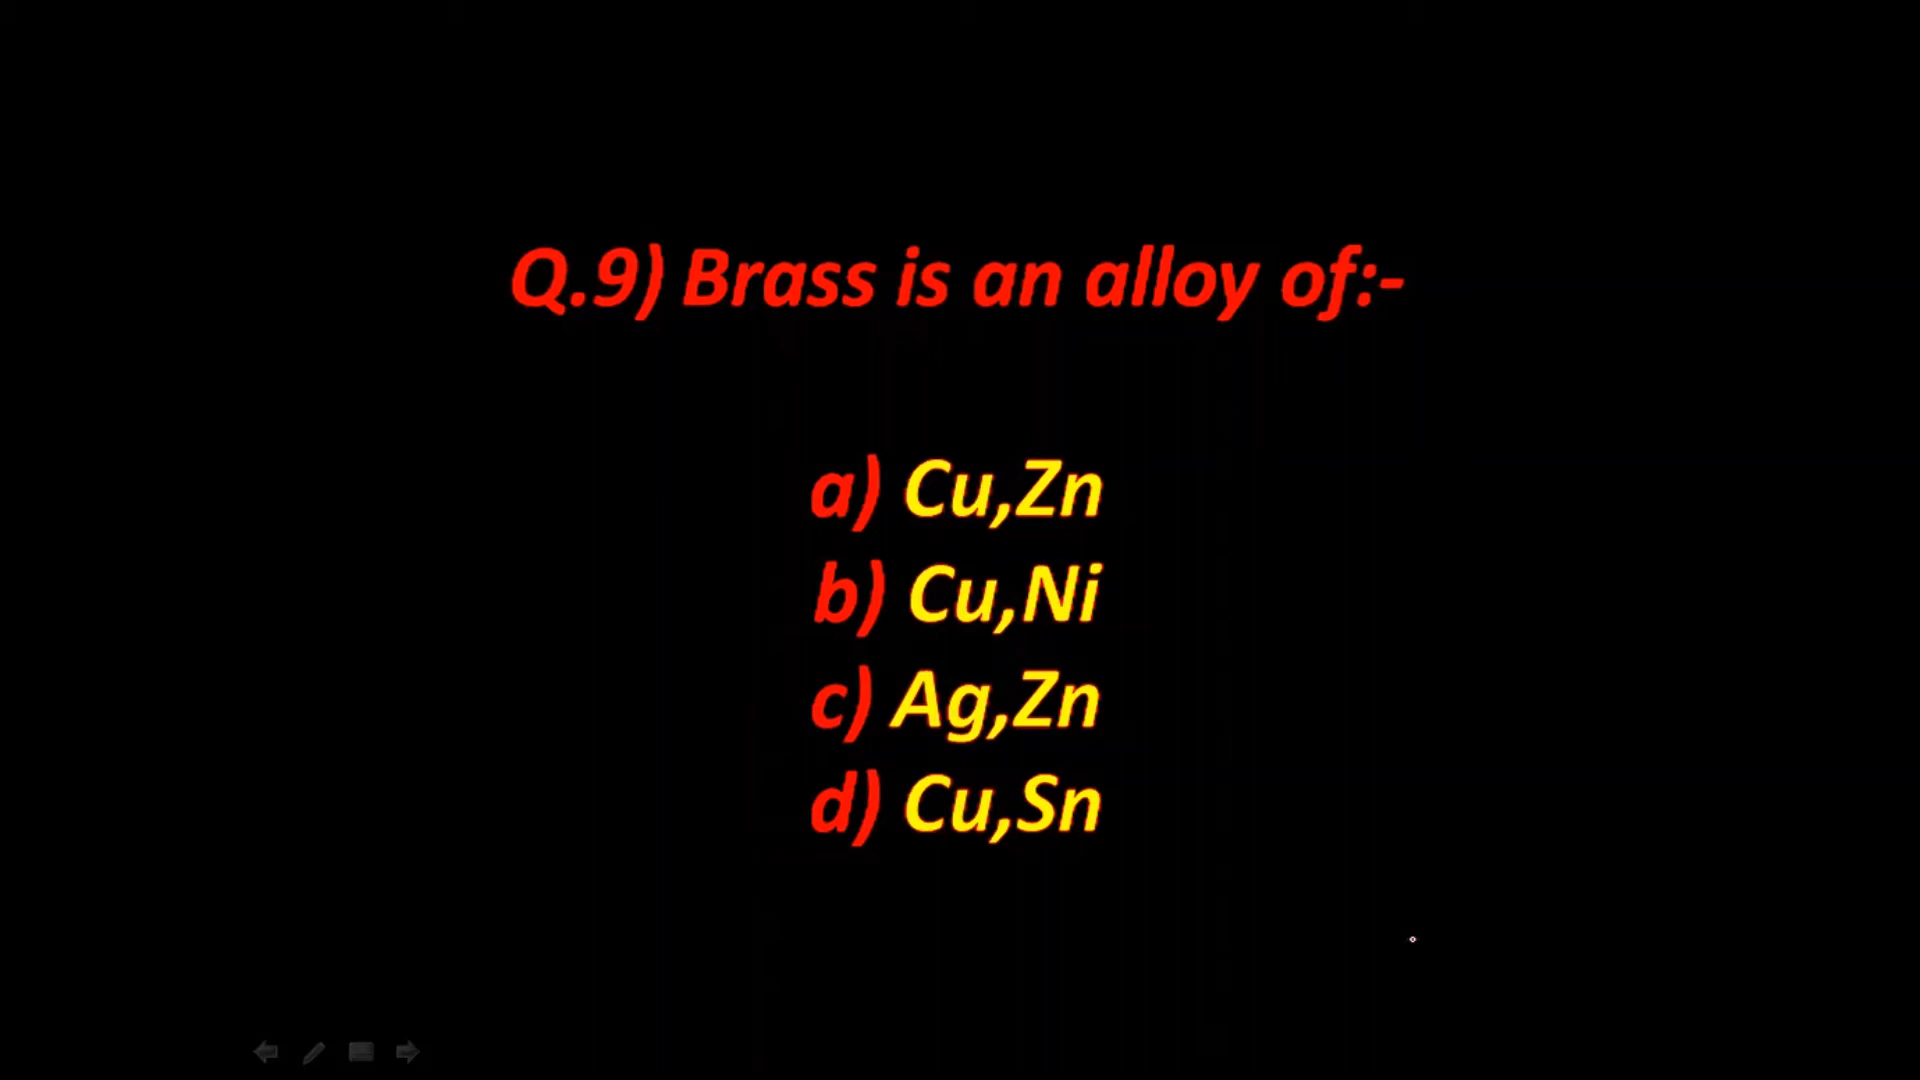 Q.9) Brass is an alloy of:-
a) Cu,Zn
b) Cu,Ni
c) Ag,Zn
d) Cu,Sn